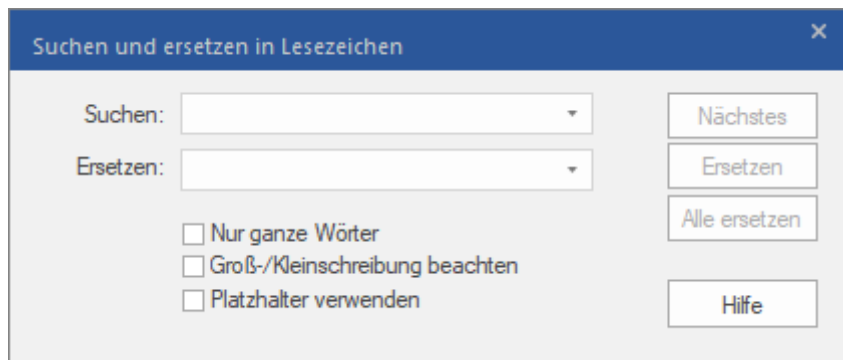 Suchen und ersetzen in Lesezeichen
Suchen:
Nächstes
Ersetzen:
Ersetzen
Alle ersetzen
Nur ganze Wörter
Groß-/Kleinschreibung beachten
Platzhalter verwenden
Hilfe